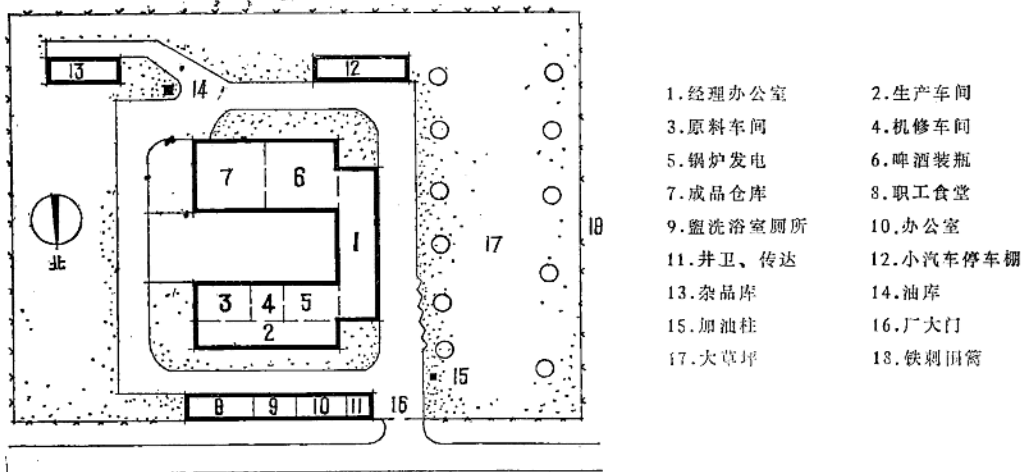 13
12
14
7
6
1
北
17
18
3
4
5
2
15
8
9
10
11
16
1.经理办公室
2.生产车间
3.原料车间
4.机修车间
5.锅炉发电
6.啤酒装瓶
7.成品仓库
8.职工食堂
9.盥洗浴室厕所
10.办公室
11.井卫、传达
12.小汽车停车棚
13.杂品库
14.油库
15.加油柱
16.厂大门
17.大草坪
18.铁刺